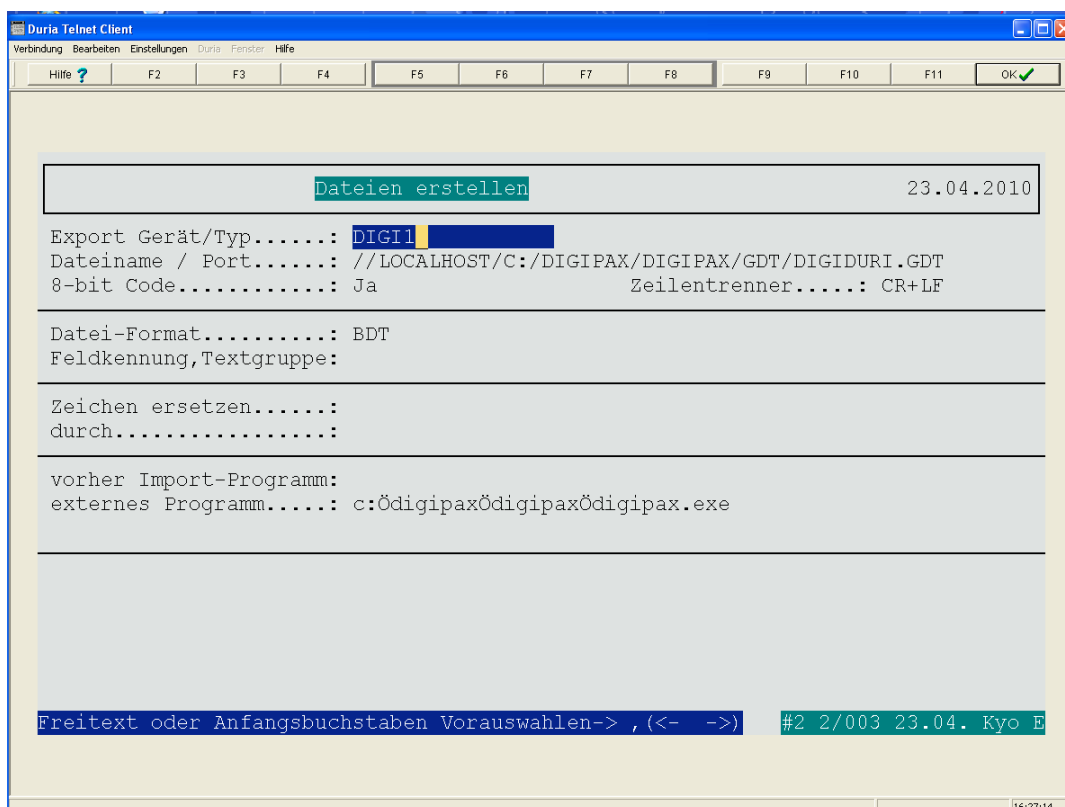 Duria Telnet Client
Verbindung Bearbeiten Einstellungen Duria Fenster Hilfe
Hilfe ? F2 F3 F4 F5 F6 F7 F8 F9 F10 F11 OK
Dateien erstellen 23.04.2010
Export Gerät/Typ......: DIGI1
Dateiname / Port......: //LOCALHOST/C:/DIGIPAX/DIGIPAX/GDT/DIGIDURI.GDT
8-bit Code............: Ja Zeilentrenner.....: CR+LF
Datei-Format..........: BDT
Feldkennung,Textgruppe:
Zeichen ersetzen......:
durch.................:
vorher Import-Programm:
externes Programm.....: c:ÖdigipaxÖdigipaxÖdigipax.exe
Freitext oder Anfangsbuchstaben Vorauswahlen-> ,(<- ->) #2 2/003 23.04. Kyo E
16:27:14